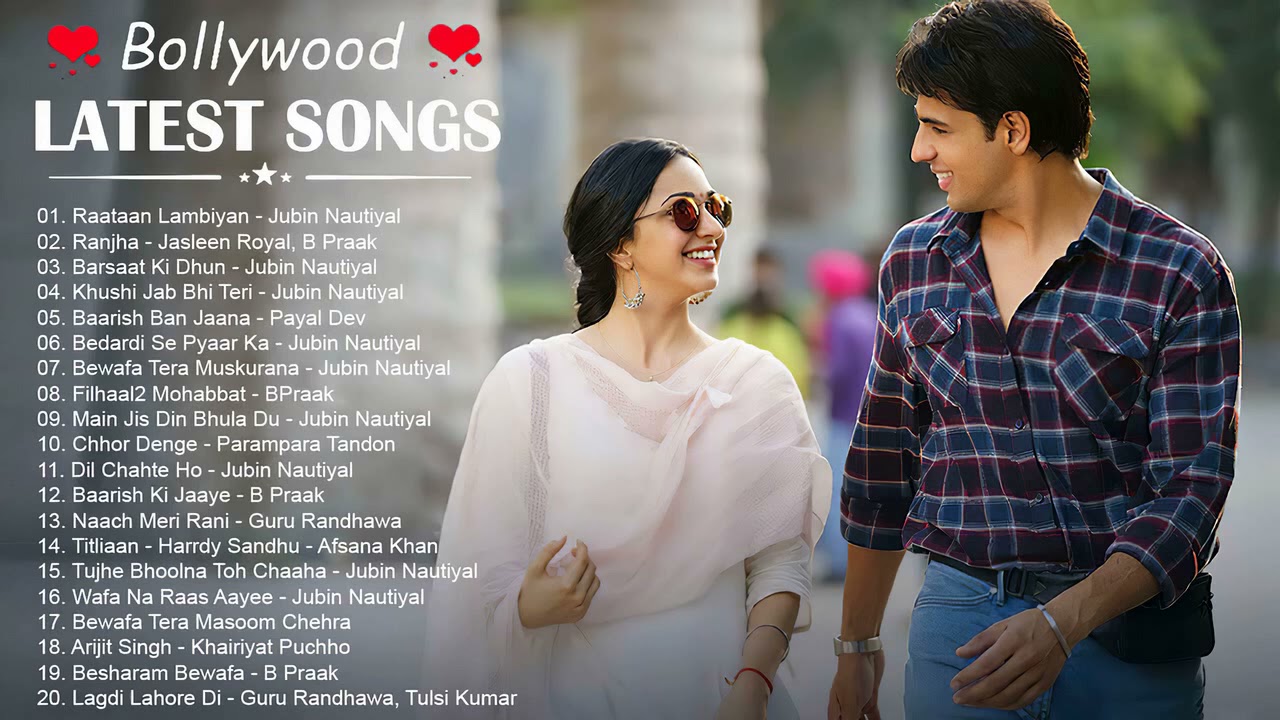 Bollywood
LATEST SONGS
01. Raataan Lambiyan - Jubin Nautiyal
02. Ranjha - Jasleen Royal, B Praak
03. Barsaat Ki Dhun - Jubin Nautiyal
04. Khushi Jab Bhi Teri - Jubin Nautiyal
05. Baarish Ban Jaana - Payal Dev
06. Bedardi Se Pyaar Ka - Jubin Nautiyal
07. Bewafa Tera Muskurana - Jubin Nautiyal
08. Filhaal2 Mohabbat - BPraak
09. Main Jis Din Bhula Du - Jubin Nautiyal
10. Chhor Denge - Parampara Tandon
11. Dil Chahte Ho - Jubin Nautiyal
12. Baarish Ki Jaaye - B Praak
13. Naach Meri Rani - Guru Randhawa
14. Titliaan - Harrdy Sandhu - Afsana Khan
15. Tujhe Bhoolna Toh Chaaha - Jubin Nautiyal
16. Wafa Na Raas Aayee - Jubin Nautiyal
17. Bewafa Tera Masoom Chehra
18. Arijit Singh - Khairiyat Puchho
19. Besharam Bewafa - B Praak
20. Lagdi Lahore Di - Guru Randhawa, Tulsi Kumar